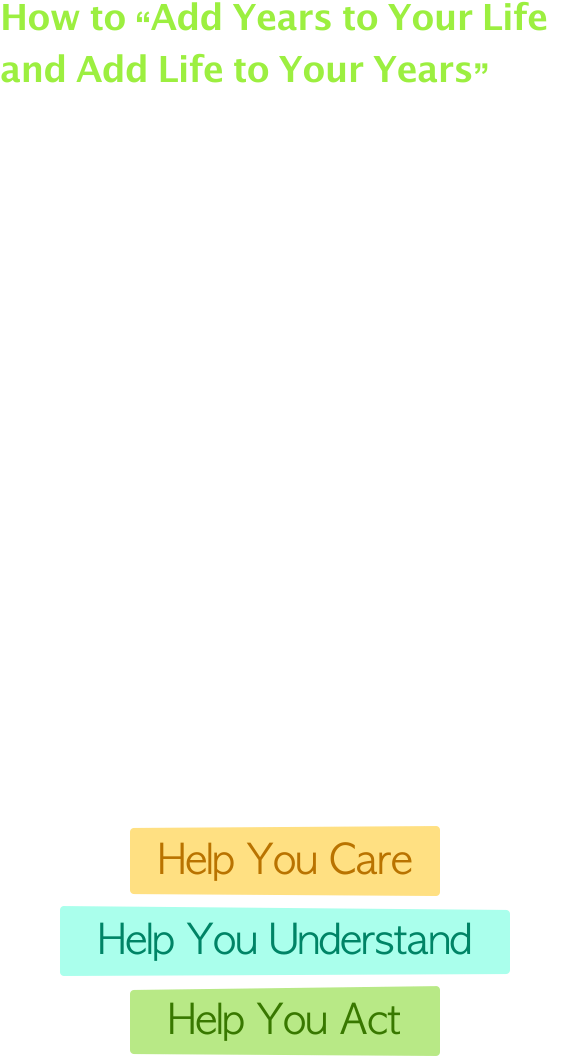 How to “Add Years to Your Life
and Add Life to Your Years”
Help You Care
Help You Understand
Help You Act